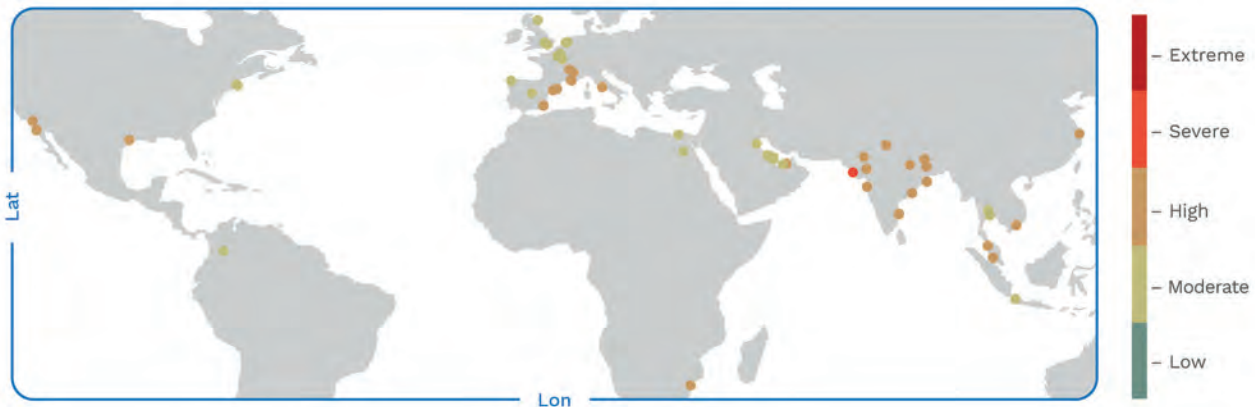 Lat
Lon
– Extreme
– Severe
– High
– Moderate
– Low